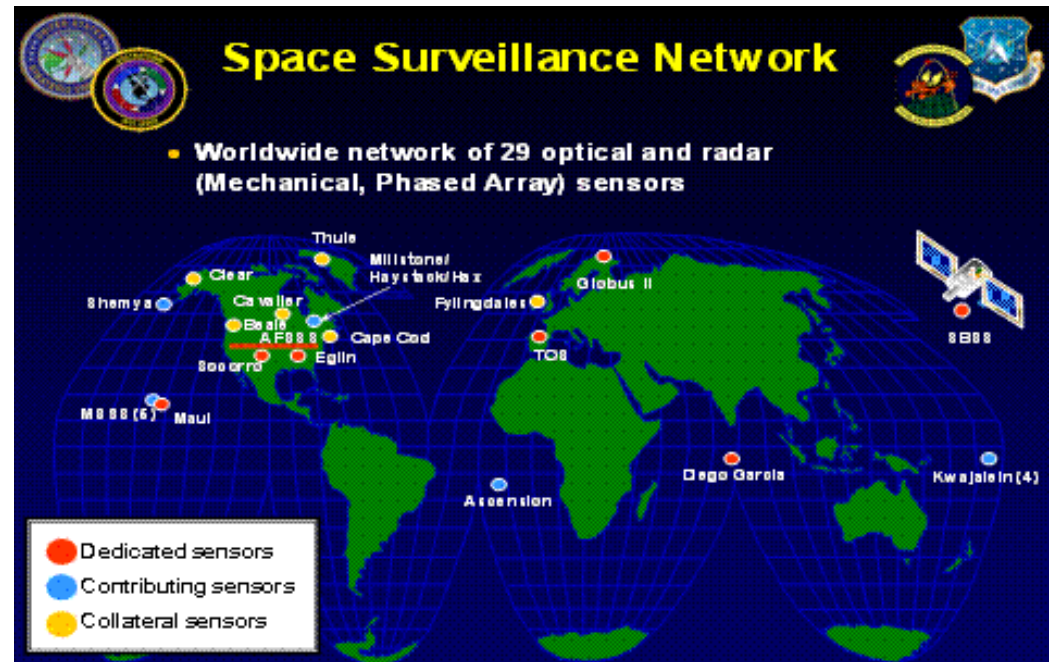 Space Surveillance Network
• Worldwide network of 29 optical and radar
(Mechanical, Phased Array) sensors
Thule
Millstone/
Haystack/Hax
Clear
Globus II
Shemya
Cavalier
Fylingdales
Beale
AFSSS
Cape Cod
SBSS
TOS
Socorro
Eglin
MSSS (5)
Maui
Diego Garcia
Kwajalein (4)
Ascension
Dedicated sensors
Contributing sensors
Collateral sensors